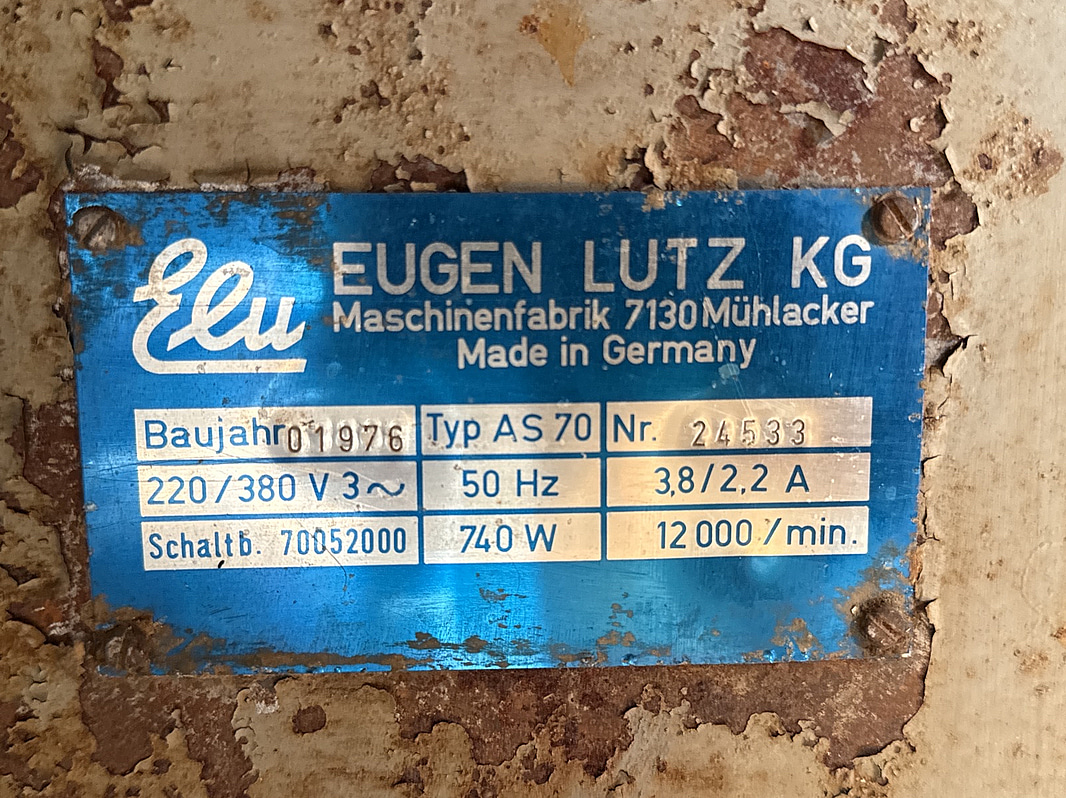 Elu
EUGEN LUTZ KG
Maschinenfabrik 7130 Mühlacker
Made in Germany
Baujahr 01976 Typ AS 70 Nr. 24533
220/380 V 3~ 50 Hz 3,8/2,2 A
Schaltb. 70052000 740 W 12 000/min.